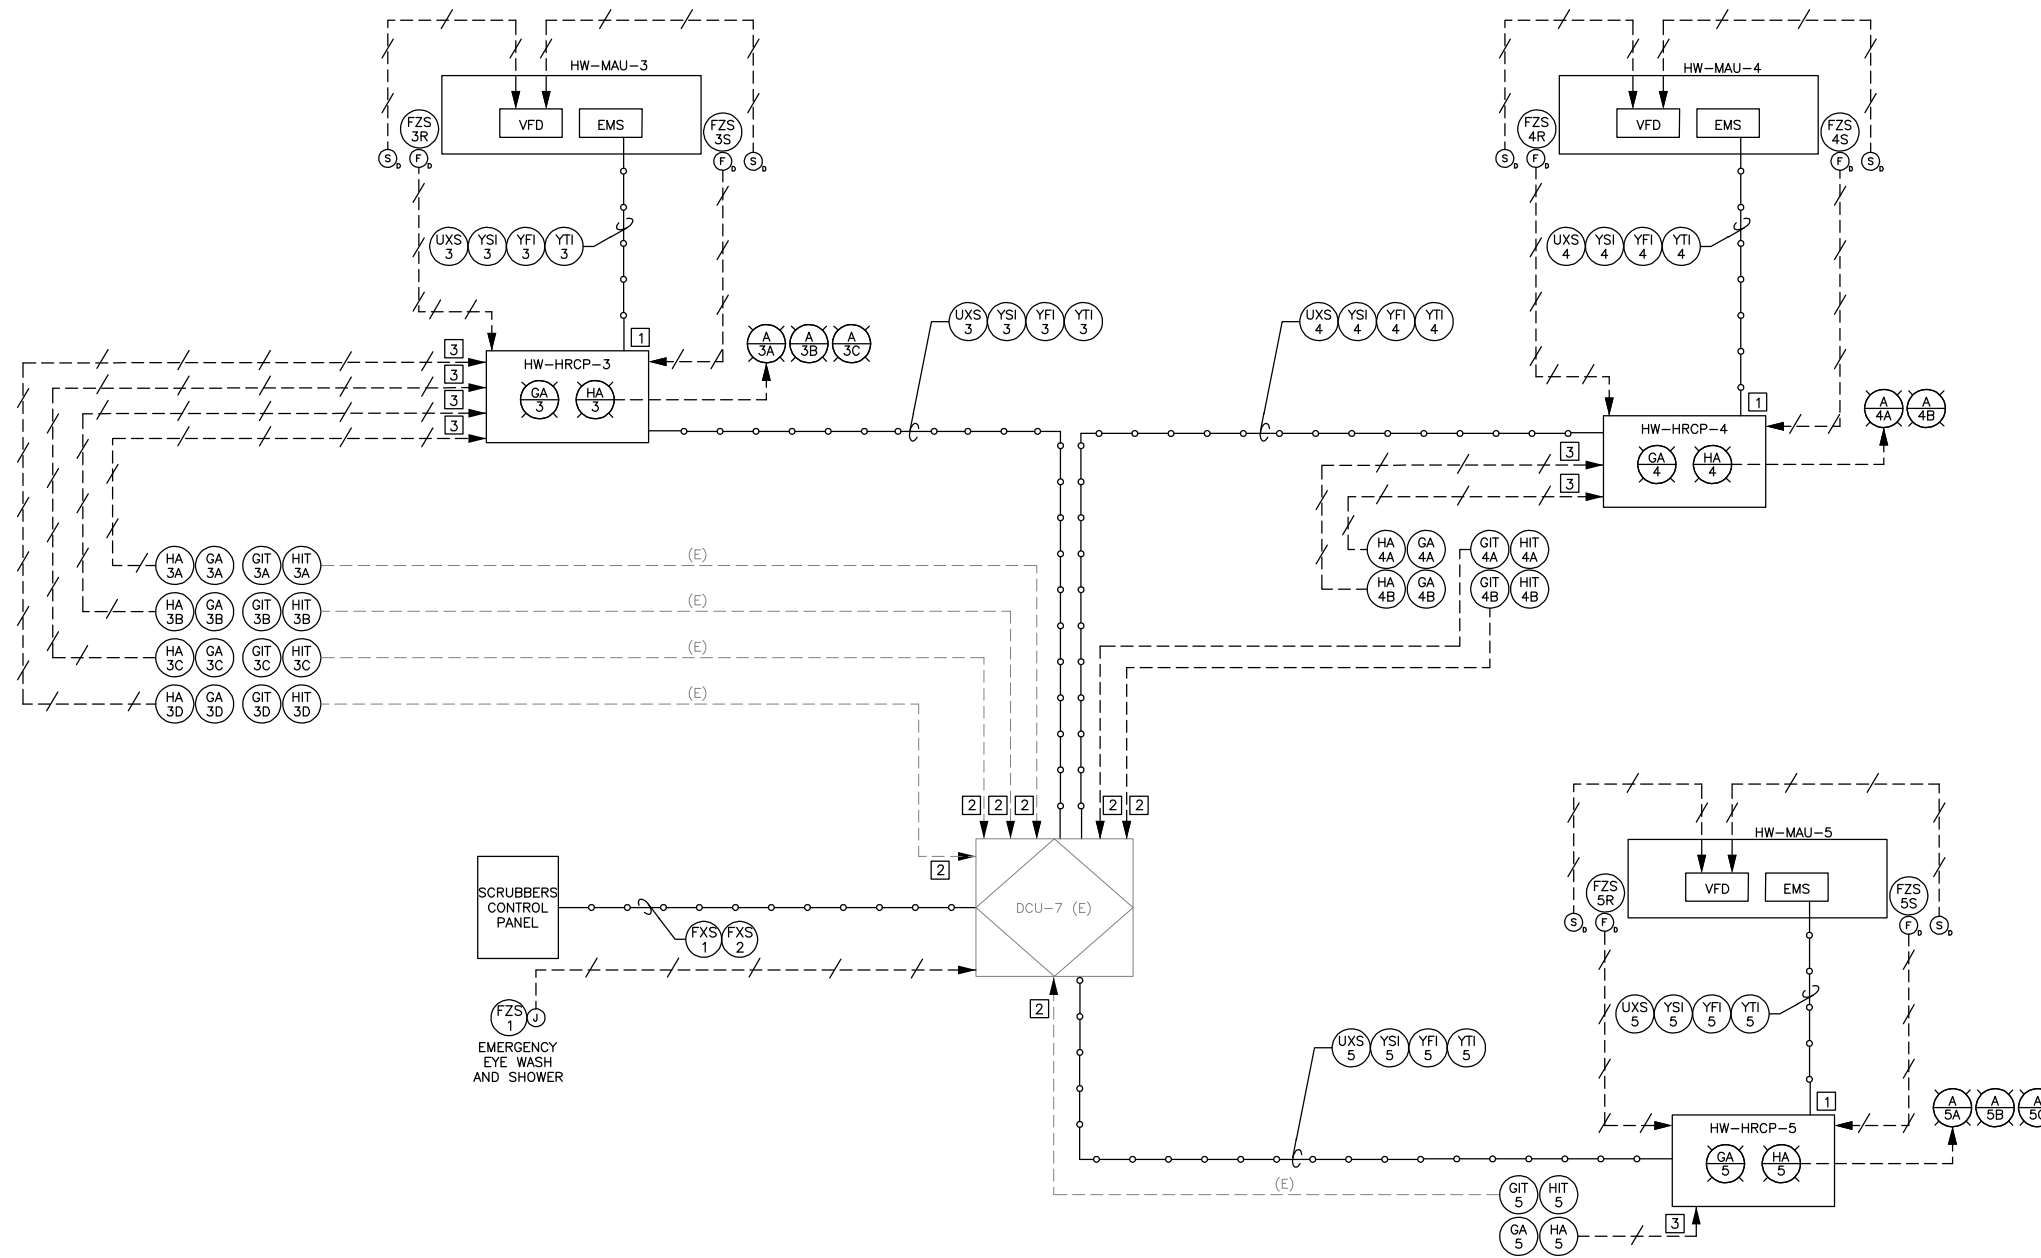 HW-MAU-3
VFD
EMS
FZS
3R
F
D
S
D
FZS
3S
F
D
S
D
UXS
3
YSI
3
YFI
3
YTI
3
HW-MAU-4
VFD
EMS
FZS
4R
F
D
S
D
FZS
4S
F
D
S
D
UXS
4
YSI
4
YFI
4
YTI
4
1
HW-HRCP-3
GA
3
HA
3
A
3A
A
3B
A
3C
3
3
3
3
UXS
3
YSI
3
YFI
3
YTI
3
UXS
4
YSI
4
YFI
4
YTI
4
1
HW-HRCP-4
GA
4
HA
4
A
4A
A
4B
3
3
HA
4A
GA
4A
GIT
4A
HIT
4A
HA
4B
GA
4B
GIT
4B
HIT
4B
HA
3A
GA
3A
GIT
3A
HIT
3A
(E)
HA
3B
GA
3B
GIT
3B
HIT
3B
(E)
HA
3C
GA
3C
GIT
3C
HIT
3C
(E)
HA
3D
GA
3D
GIT
3D
HIT
3D
(E)
2
2
2
2
2
2
DCU-7 (E)
2
SCRUBBERS
CONTROL
PANEL
FXS
1
FXS
2
FZS
1
J
EMERGENCY
EYE WASH
AND SHOWER
HW-MAU-5
VFD
EMS
FZS
5R
F
D
S
D
FZS
5S
F
D
S
D
UXS
5
YSI
5
YFI
5
YTI
5
UXS
5
YSI
5
YFI
5
YTI
5
1
HW-HRCP-5
GA
5
HA
5
A
5A
A
5B
A
(E)
GIT
5
HIT
5
GA
5
HA
5
3